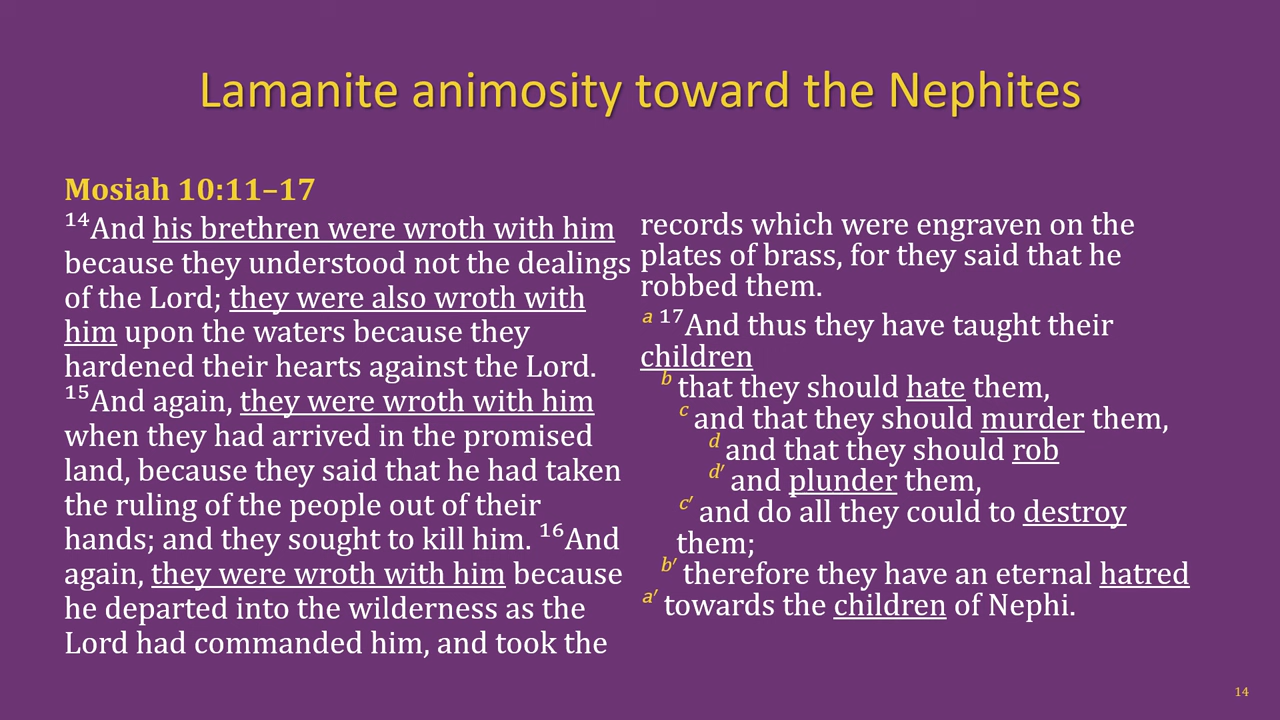 Lamanite animosity toward the Nephites
Mosiah 10:11–17
14And his brethren were wroth with him
because they understood not the dealings
of the Lord; they were also wroth with
him upon the waters because they
hardened their hearts against the Lord.
15And again, they were wroth with him
when they had arrived in the promised
land, because they said that he had taken
the ruling of the people out of their
hands; and they sought to kill him. 16And
again, they were wroth with him because
he departed into the wilderness as the
Lord had commanded him, and took the
records which were engraven on the
plates of brass, for they said that he
robbed them.
a 17And thus they have taught their
children
b that they should hate them,
c and that they should murder them,
d and that they should rob
d′ and plunder them,
c′ and do all they could to destroy
them;
b′ therefore they have an eternal hatred
a′ towards the children of Nephi.
14